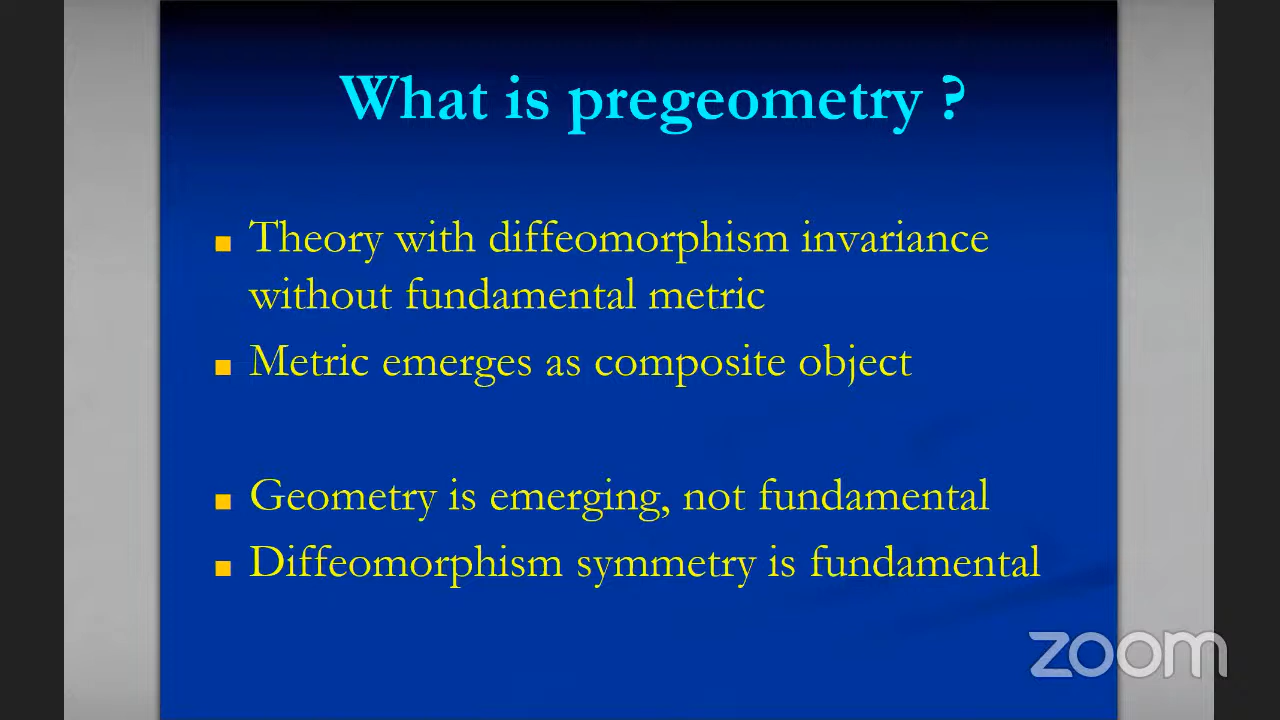 What is pregeometry ?
■ Theory with diffeomorphism invariance
without fundamental metric
■ Metric emerges as composite object
■ Geometry is emerging, not fundamental
■ Diffeomorphism symmetry is fundamental
zoom